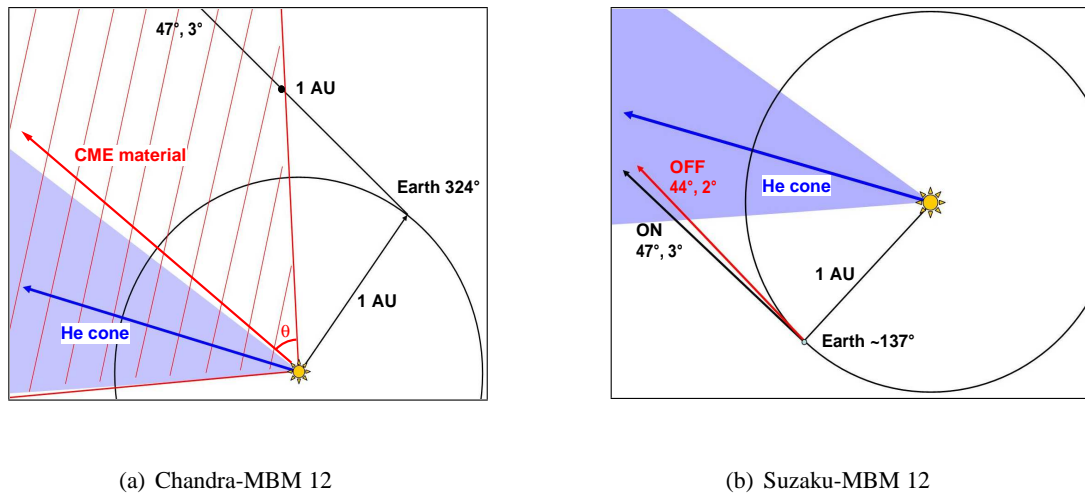 47°, 3°
1 AU
CME material
Earth 324°
θ
1 AU
He cone
OFF
44°, 2°
He cone
ON
47°, 3°
1 AU
Earth ~137°
(a) Chandra-MBM 12
(b) Suzaku-MBM 12